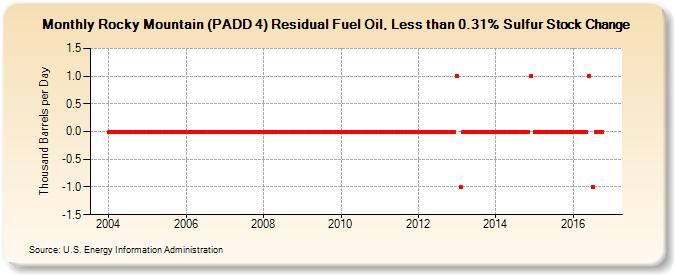 Monthly Rocky Mountain (PADD 4) Residual Fuel Oil, Less than 0.31% Sulfur Stock Change
Thousand Barrels per Day
1.5
1.0
0.5
0.0
-0.5
-1.0
-1.5
2004 2006 2008 2010 2012 2014 2016
Source: U.S. Energy Information Administration